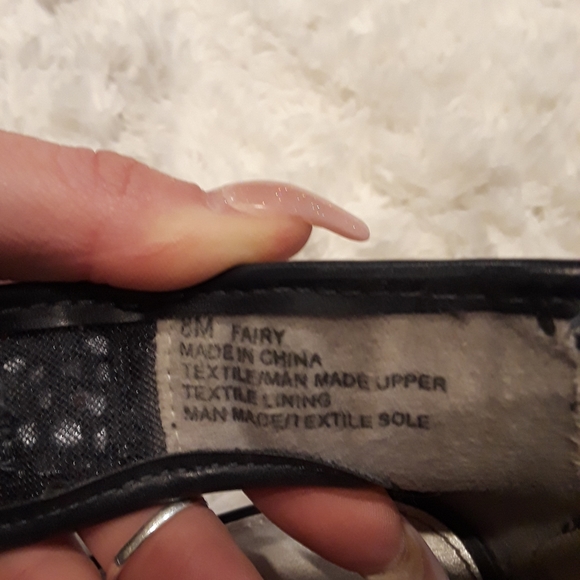 8M FAIRY
MADE IN CHINA
TEXTILE/MAN MADE UPPER
TEXTILE LINING
MAN MADE/TEXTILE SOLE